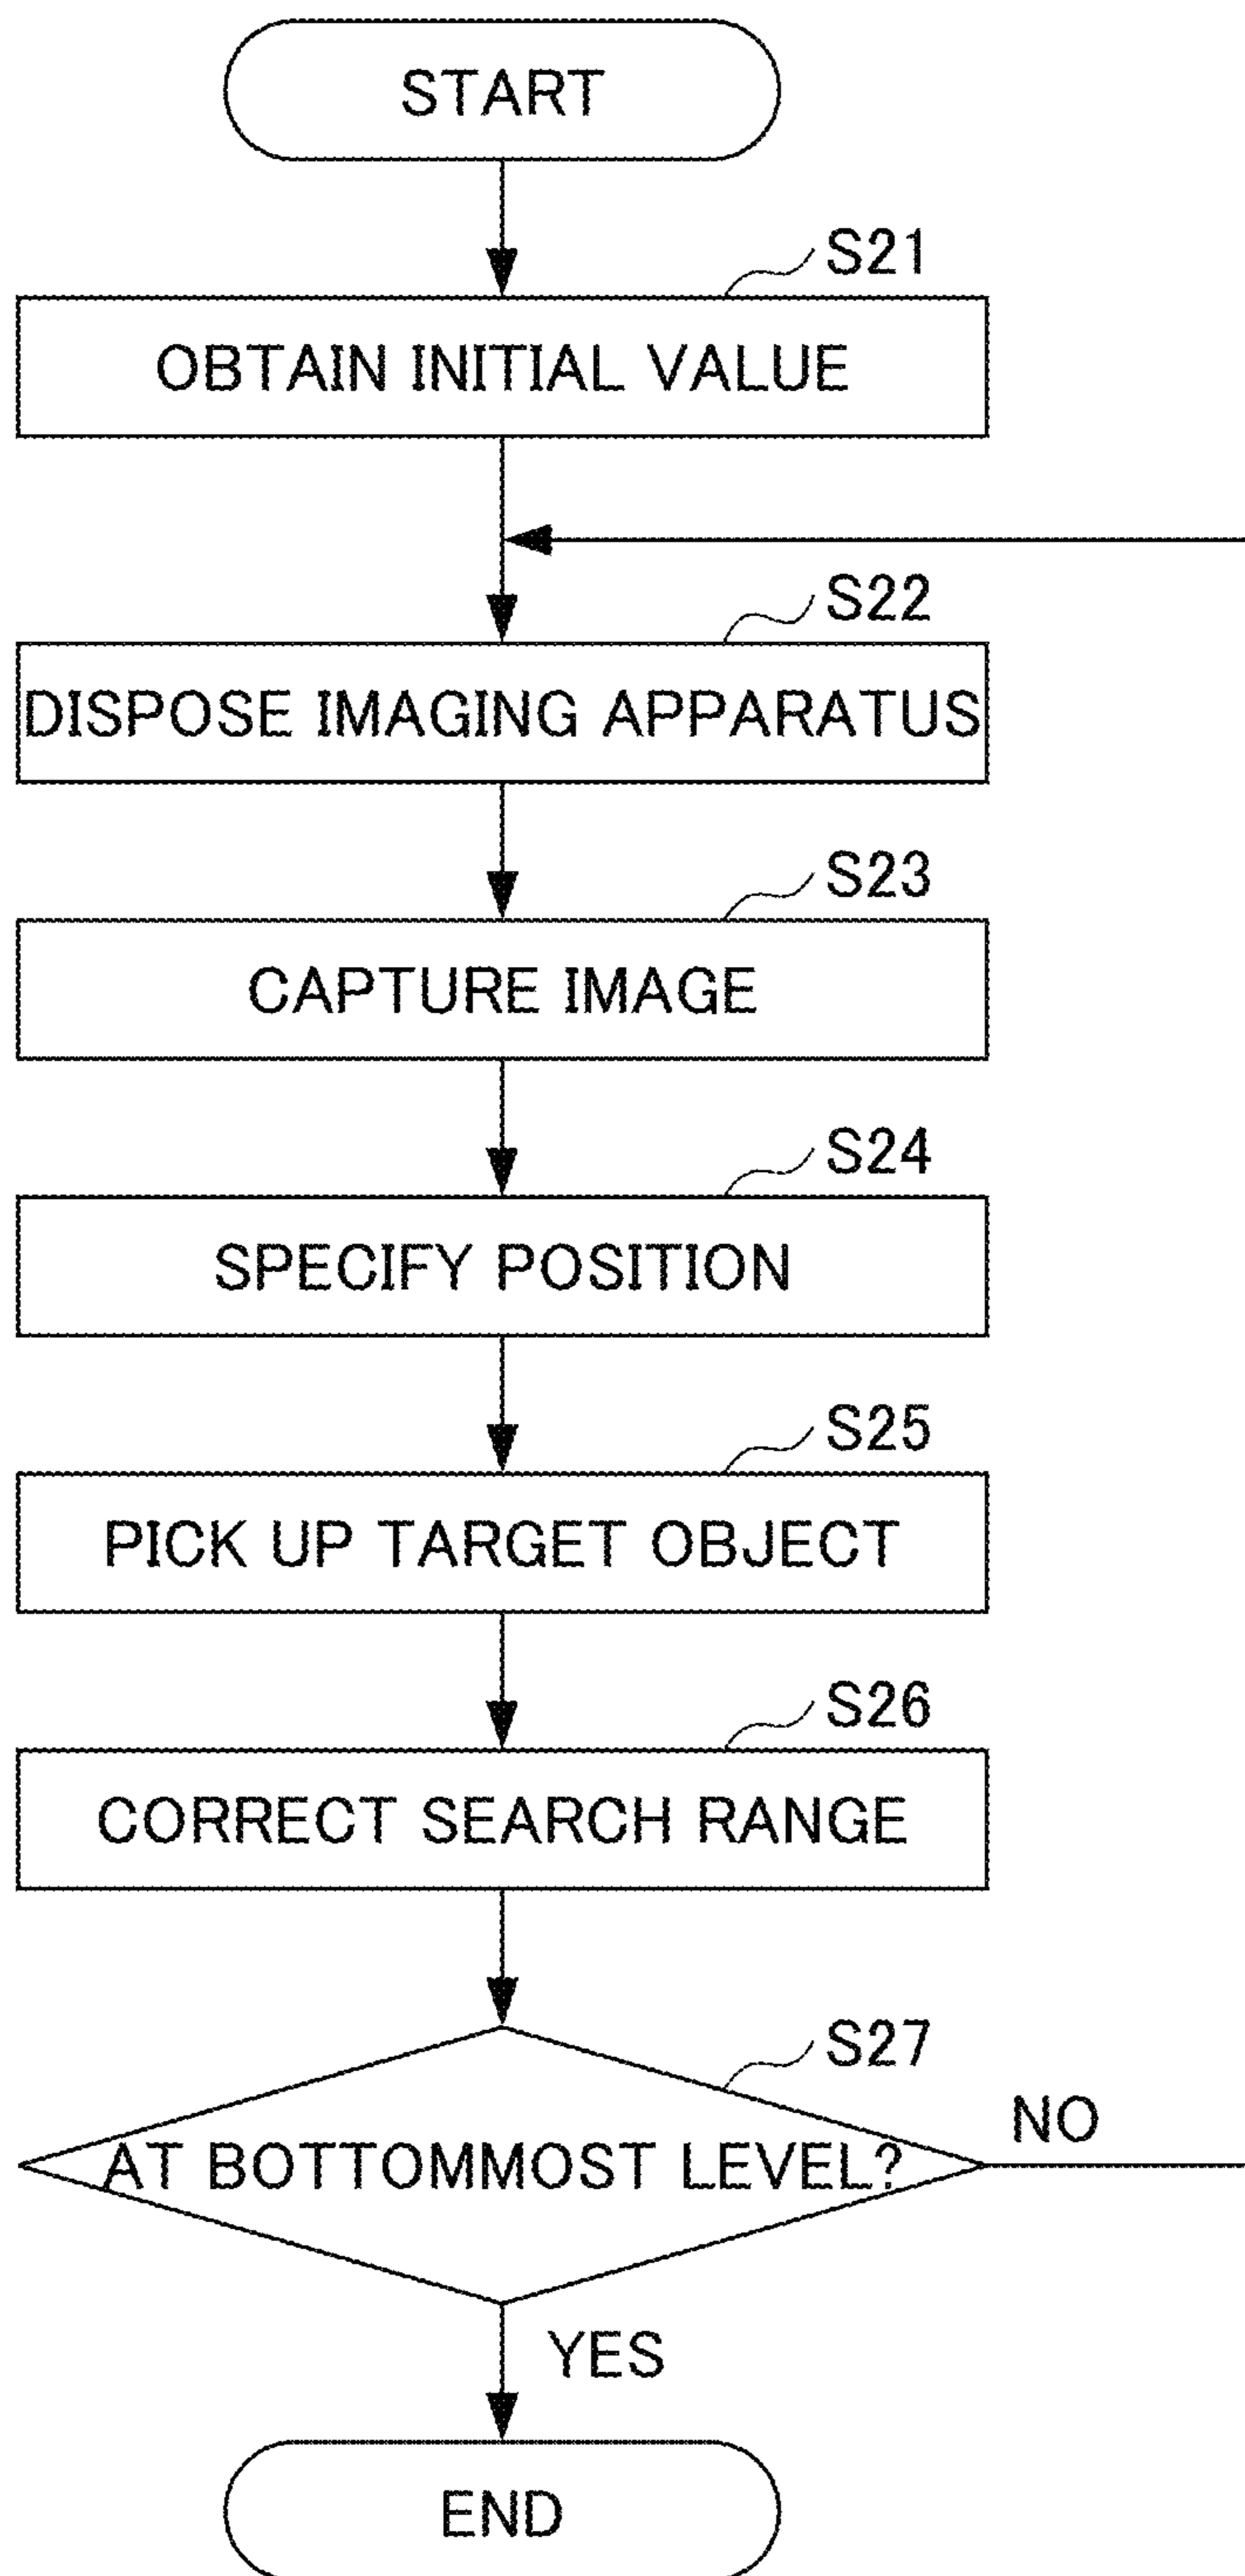 START
S21
OBTAIN INITIAL VALUE
S22
DISPOSE IMAGING APPARATUS
S23
CAPTURE IMAGE
S24
SPECIFY POSITION
S25
PICK UP TARGET OBJECT
S26
CORRECT SEARCH RANGE
S27
AT BOTTOMMOST LEVEL?
NO
YES
END